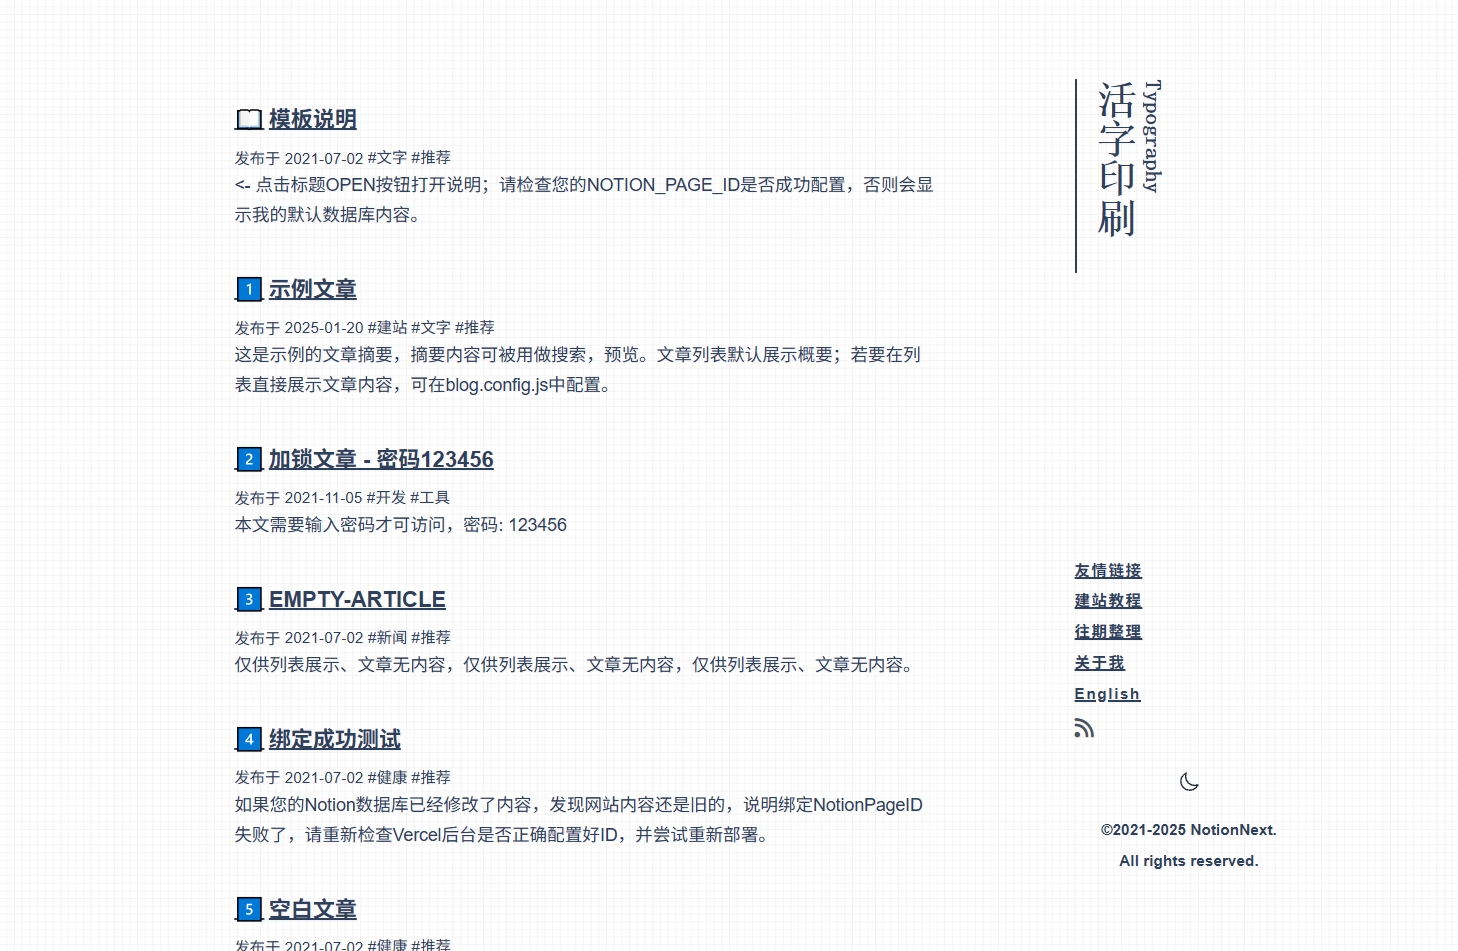 模板说明
发布于 2021-07-02 #文字 #推荐
<- 点击标题OPEN按钮打开说明；请检查您的NOTION_PAGE_ID是否成功配置，否则会显
示我的默认数据库内容。
1 示例文章
发布于 2025-01-20 #建站 #文字 #推荐
这是示例的文章摘要，摘要内容可被用做搜索，预览。文章列表默认展示概要；若要在列
表直接展示文章内容，可在blog.config.js中配置。
2 加锁文章 - 密码123456
发布于 2021-11-05 #开发 #工具
本文需要输入密码才可访问，密码: 123456
3 EMPTY-ARTICLE
发布于 2021-07-02 #新闻 #推荐
仅供列表展示、文章无内容，仅供列表展示、文章无内容，仅供列表展示、文章无内容。
4 绑定成功测试
发布于 2021-07-02 #健康 #推荐
如果您的Notion数据库已经修改了内容，发现网站内容还是旧的，说明绑定NotionPageID
失败了，请重新检查Vercel后台是否正确配置好ID，并尝试重新部署。
5 空白文章
发布于 2021-07-02 #健康 #推荐
Typography
活字印刷
友情链接
建站教程
往期整理
关于我
English
©2021-2025 NotionNext.
All rights reserved.